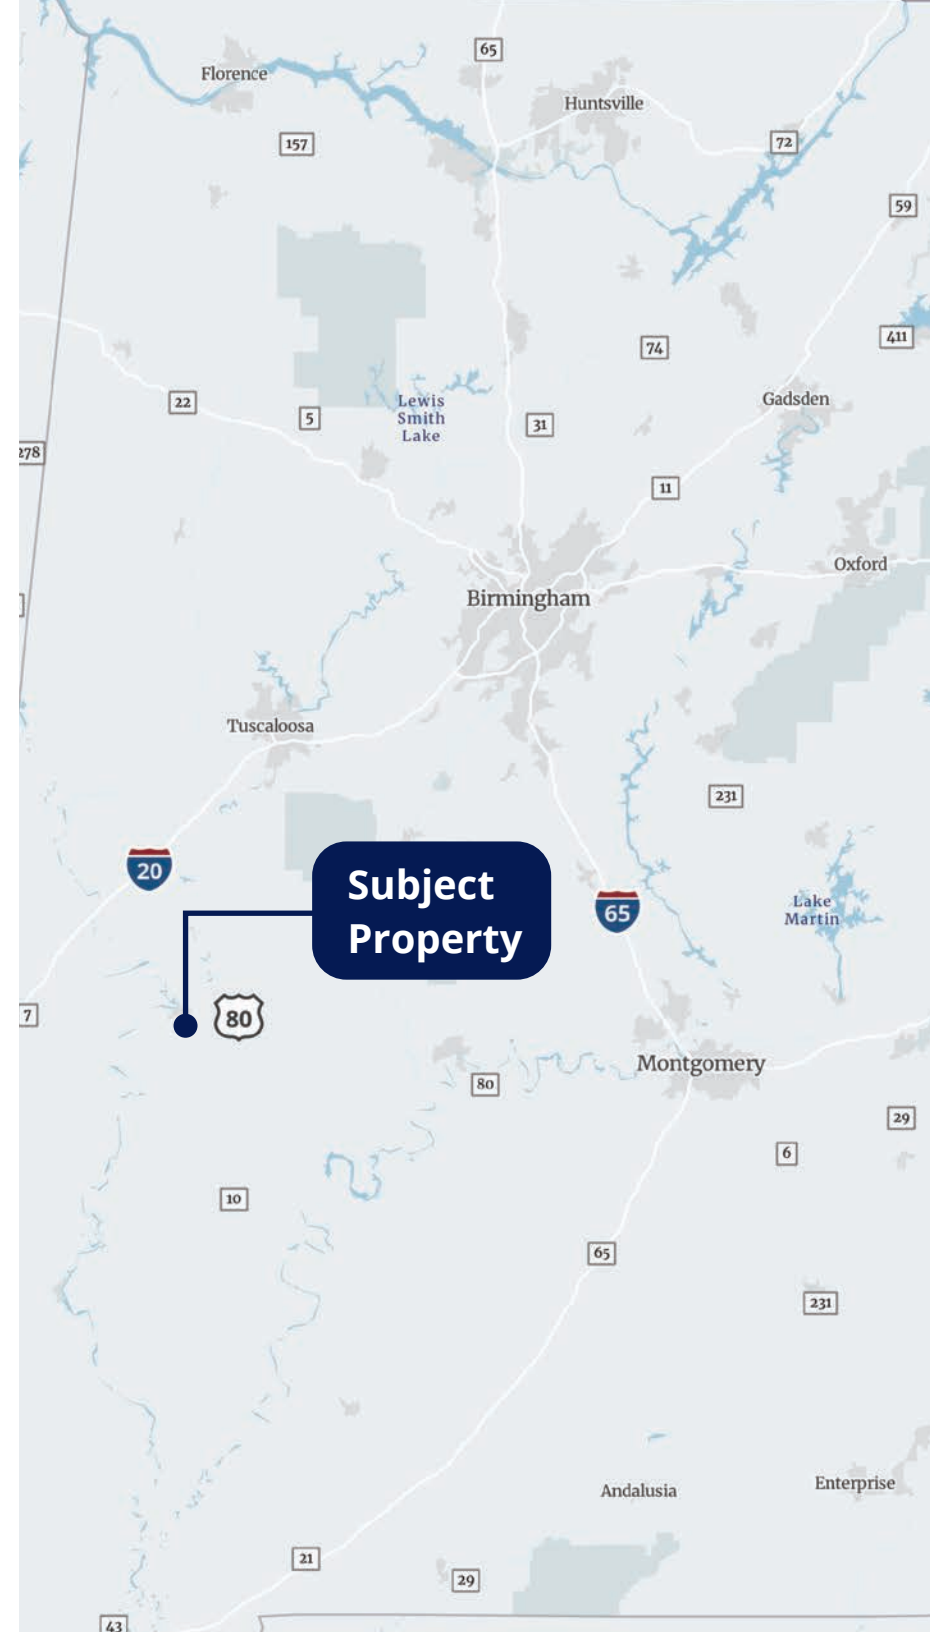 65
Florence
Huntsville
157
72
59
411
74
Gadsden
22
Lewis
Smith
Lake
5
31
278
11
Oxford
Birmingham
Tuscaloosa
231
20
Subject
Property
65
Lake
Martin
7
80
Montgomery
80
29
6
10
65
231
Enterprise
Andalusia
21
29
43